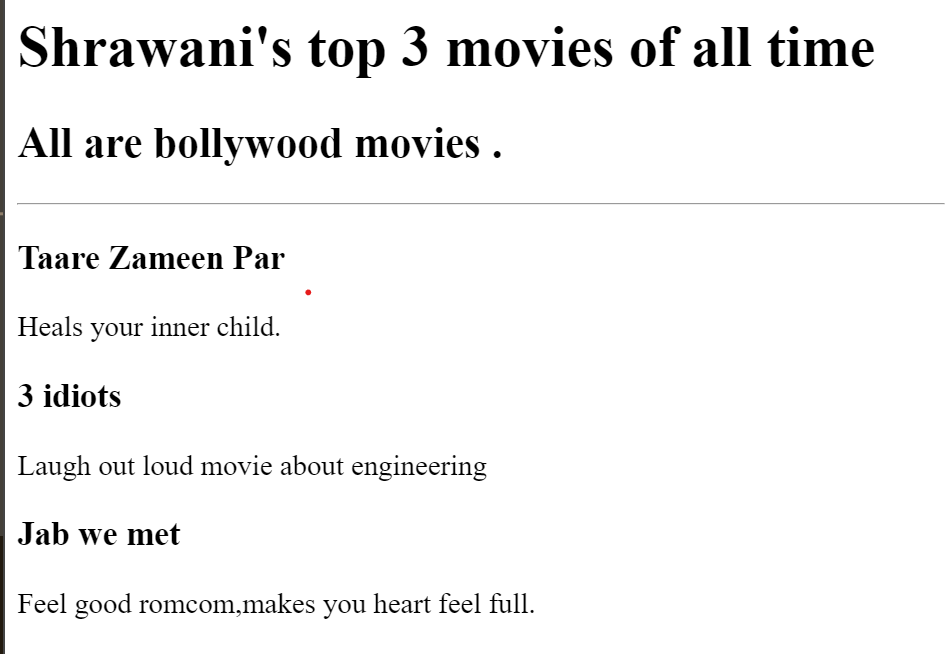 Shrawani's top 3 movies of all time
All are bollywood movies .
Taare Zameen Par
Heals your inner child.
3 idiots
Laugh out loud movie about engineering
Jab we met
Feel good romcom,makes you heart feel full.